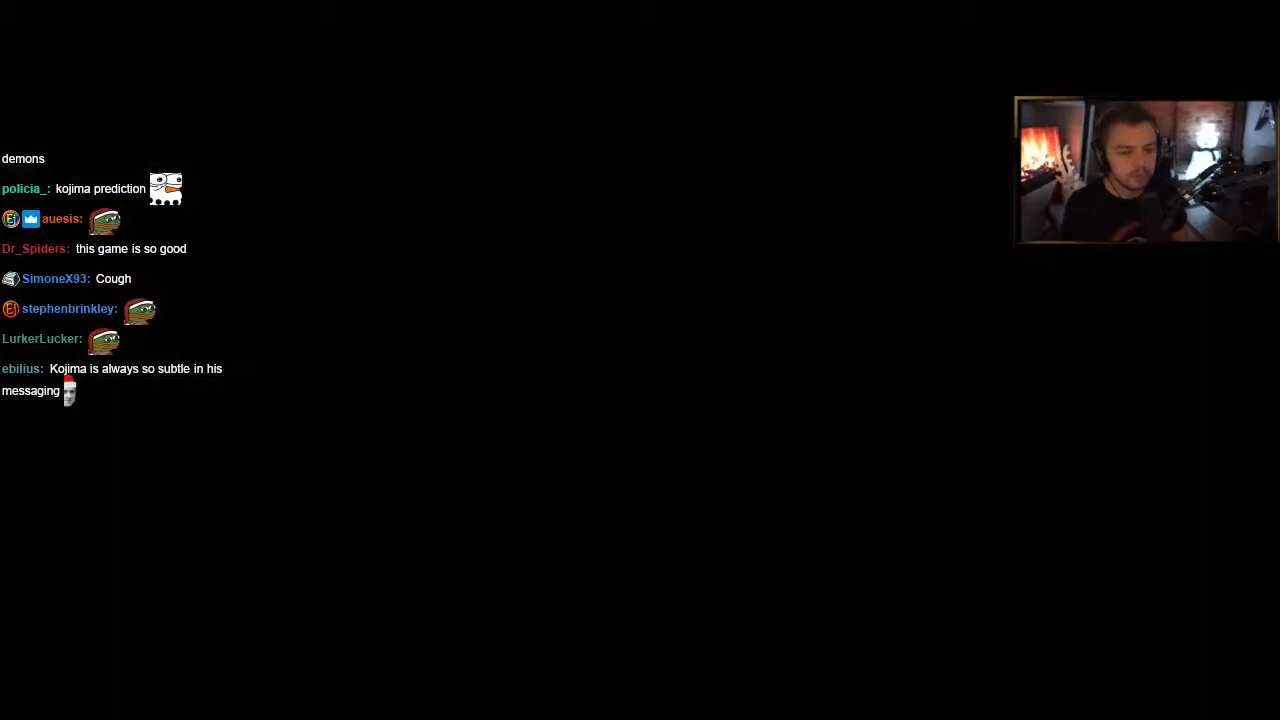 demons
policia_: kojima prediction
auesis:
Dr_Spiders: this game is so good
SimoneX93: Cough
stephenbrinkley:
LurkerLucker:
ebilius: Kojima is always so subtle in his
messaging